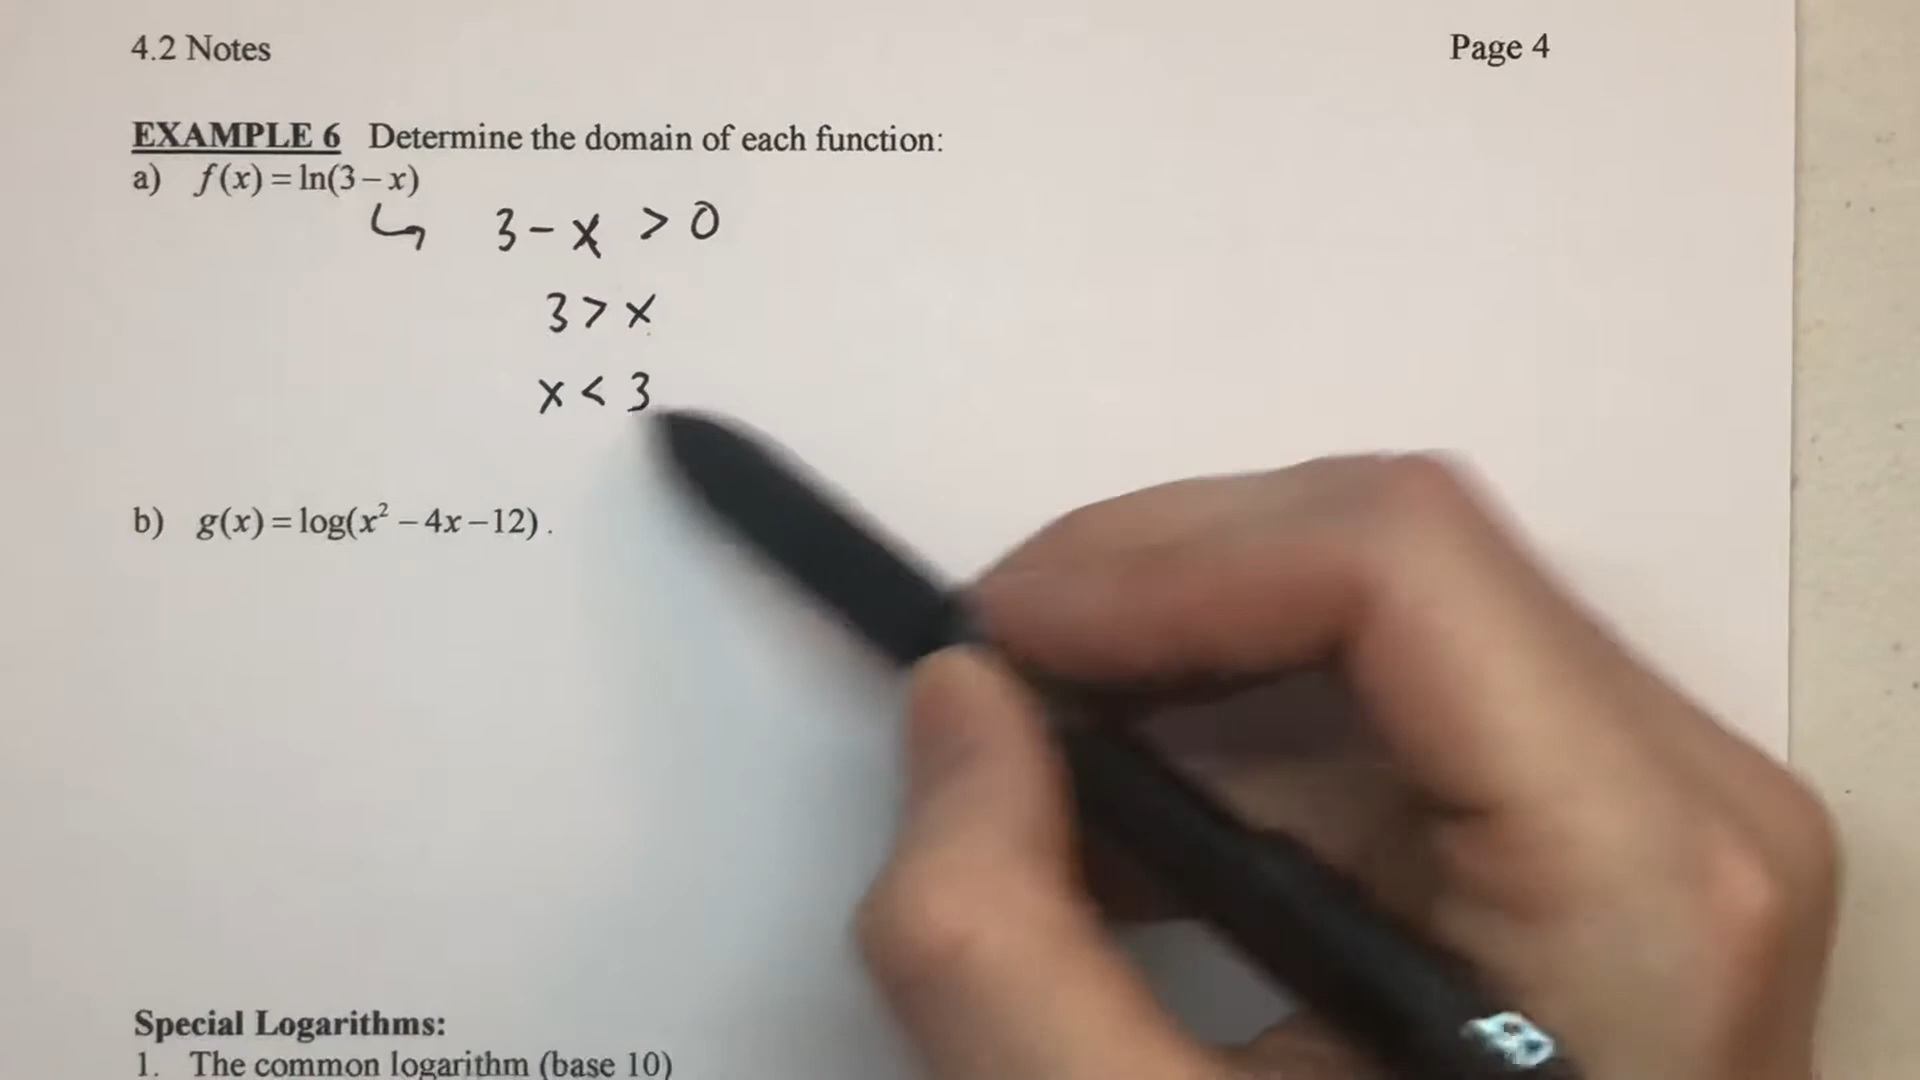 4.2 Notes Page 4
EXAMPLE 6 Determine the domain of each function:
a) f(x) = ln(3 − x)
3 - x > 0
3 > x
x < 3
b) g(x) = log(x² − 4x − 12).
Special Logarithms:
1. The common logarithm (base 10)